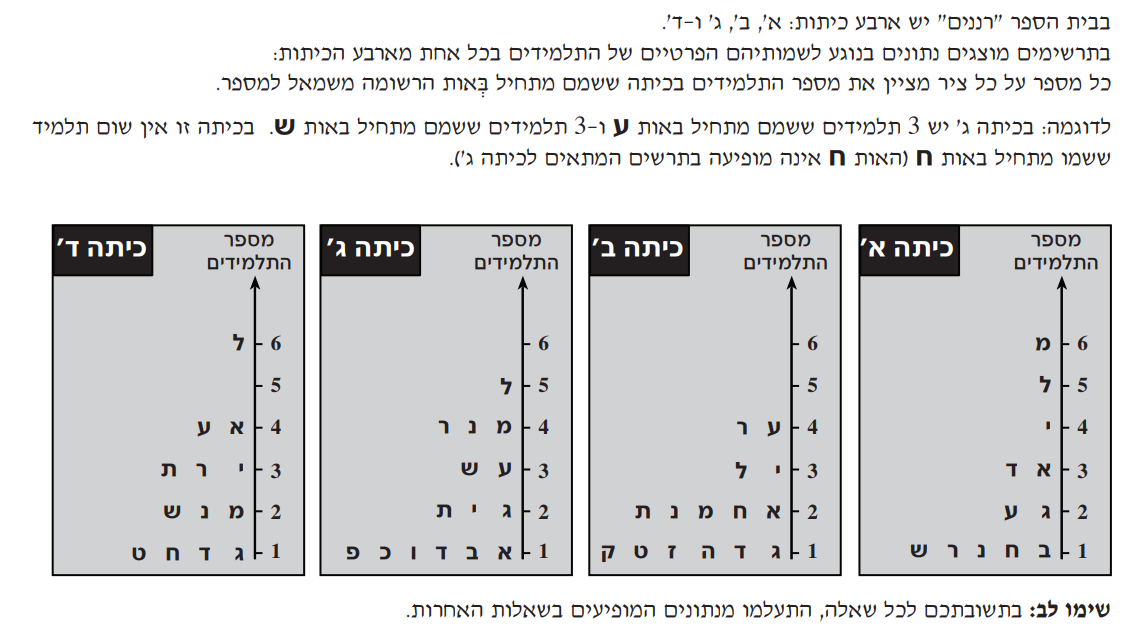 בבית הספר "רננים" יש ארבע כיתות: א', ב', ג' ו-ד'.
בתרשימים מוצגים נתונים בנוגע לשמותיהם הפרטיים של התלמידים בכל אחת מארבע הכיתות:
כל מספר על כל ציר מציין את מספר התלמידים בכיתה ששמם מתחיל בָּאות הרשומה משמאל למספר.
לדוגמה: בכיתה ג' יש 3 תלמידים ששמם מתחיל באות ע ו-3 תלמידים ששמם מתחיל באות ש. בכיתה זו אין שום תלמיד
ששמו מתחיל באות ח (האות ח אינה מופיעה בתרשים המתאים לכיתה ג').
מספר
התלמידים
כיתה א'
6 מ
5 ל
4 י
3 א ד
2 ג ע
1 ב ח נ ר ש
מספר
התלמידים
כיתה ב'
6
5
4 ע ר
3 י ל
2 א ח מ נ ת
1 ג ד ה ז ט ק
מספר
התלמידים
כיתה ג'
6
5 ל
4 מ נ ר
3 ע ש
2 ג י ת
1 א ב ד ו כ פ
מספר
התלמידים
כיתה ד'
6 ל
5
4 א ע
3 י ר ת
2 מ נ ש
1 ג ד ח ט
שימו לב: בתשובתכם לכל שאלה, התעלמו מנתונים המופיעים בשאלות האחרות.